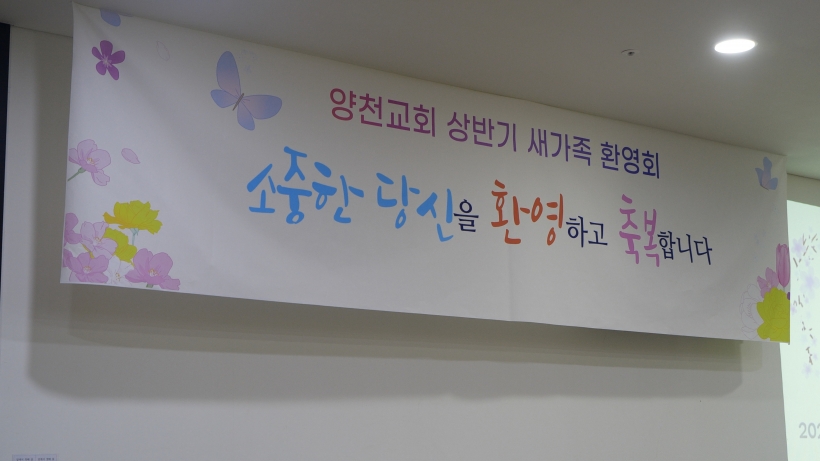 양천교회 상반기 새가족 환영회
소중한 당신을 환영하고 축복합니다
202